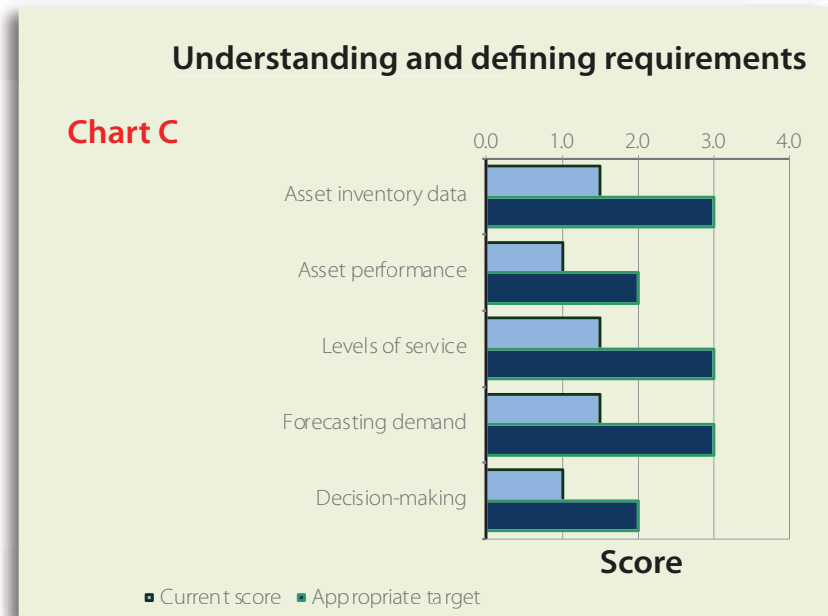 Understanding and defining requirements
Chart C
0.0 1.0 2.0 3.0 4.0
Asset inventory data
Asset performance
Levels of service
Forecasting demand
Decision-making
Score
Current score Appropriate target